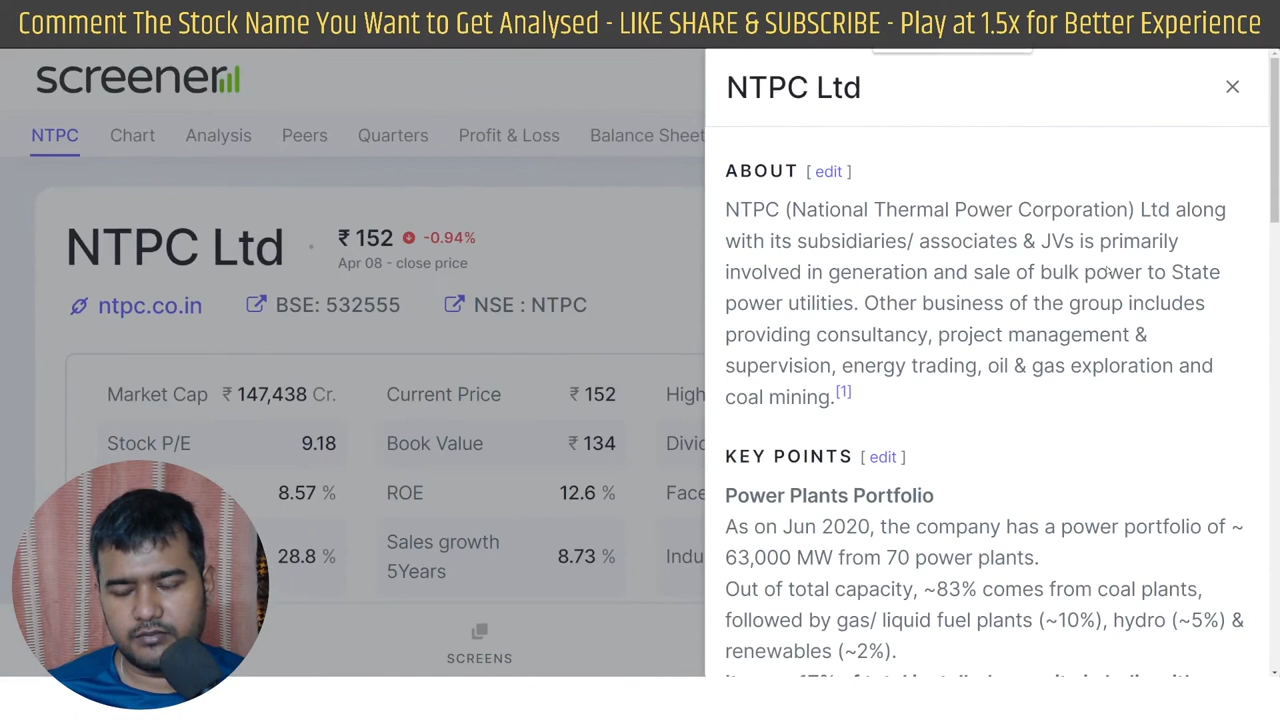 Comment The Stock Name You Want to Get Analysed - LIKE SHARE & SUBSCRIBE - Play at 1.5x for Better Experience
screener
NTPC Chart Analysis Peers Quarters Profit & Loss Balance Sheet
NTPC Ltd
₹ 152 -0.94%
Apr 08 - close price
ntpc.co.in BSE: 532555 NSE : NTPC
Market Cap ₹ 147,438 Cr. Current Price ₹ 152 High
Stock P/E 9.18 Book Value ₹ 134 Divid
8.57 % ROE 12.6 % Face
28.8 % Sales growth 5Years 8.73 % Indu
SCREENS
NTPC Ltd
ABOUT [ edit ]
NTPC (National Thermal Power Corporation) Ltd along
with its subsidiaries/ associates & JVs is primarily
involved in generation and sale of bulk power to State
power utilities. Other business of the group includes
providing consultancy, project management &
supervision, energy trading, oil & gas exploration and
coal mining.[1]
KEY POINTS [ edit ]
Power Plants Portfolio
As on Jun 2020, the company has a power portfolio of ~
63,000 MW from 70 power plants.
Out of total capacity, ~83% comes from coal plants,
followed by gas/ liquid fuel plants (~10%), hydro (~5%) &
renewables (~2%).